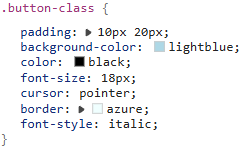 .button-class {
padding: ▶ 10px 20px;
background-color: lightblue;
color: black;
font-size: 18px;
cursor: pointer;
border: ▶ azure;
font-style: italic;
}